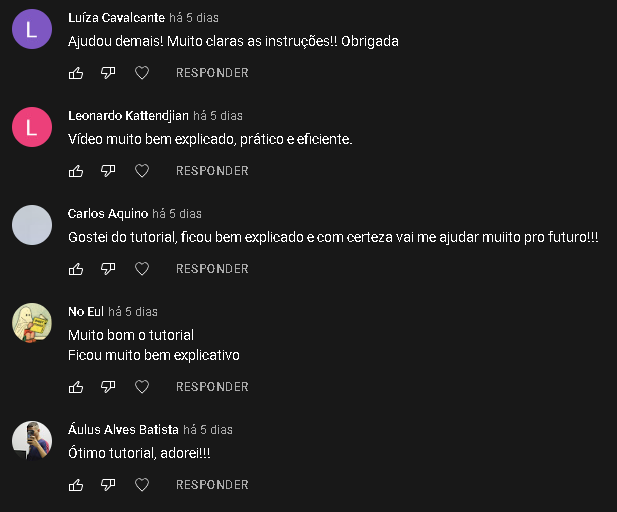 L
Luíza Cavalcante há 5 dias
Ajudou demais! Muito claras as instruções!! Obrigada
RESPONDER
L
Leonardo Kattendjian há 5 dias
Vídeo muito bem explicado, prático e eficiente.
RESPONDER
Carlos Aquino há 5 dias
Gostei do tutorial, ficou bem explicado e com certeza vai me ajudar muiito pro futuro!!!
RESPONDER
No Eul há 5 dias
Muito bom o tutorial
Ficou muito bem explicativo
RESPONDER
Áulus Alves Batista há 5 dias
Ótimo tutorial, adorei!!!
RESPONDER